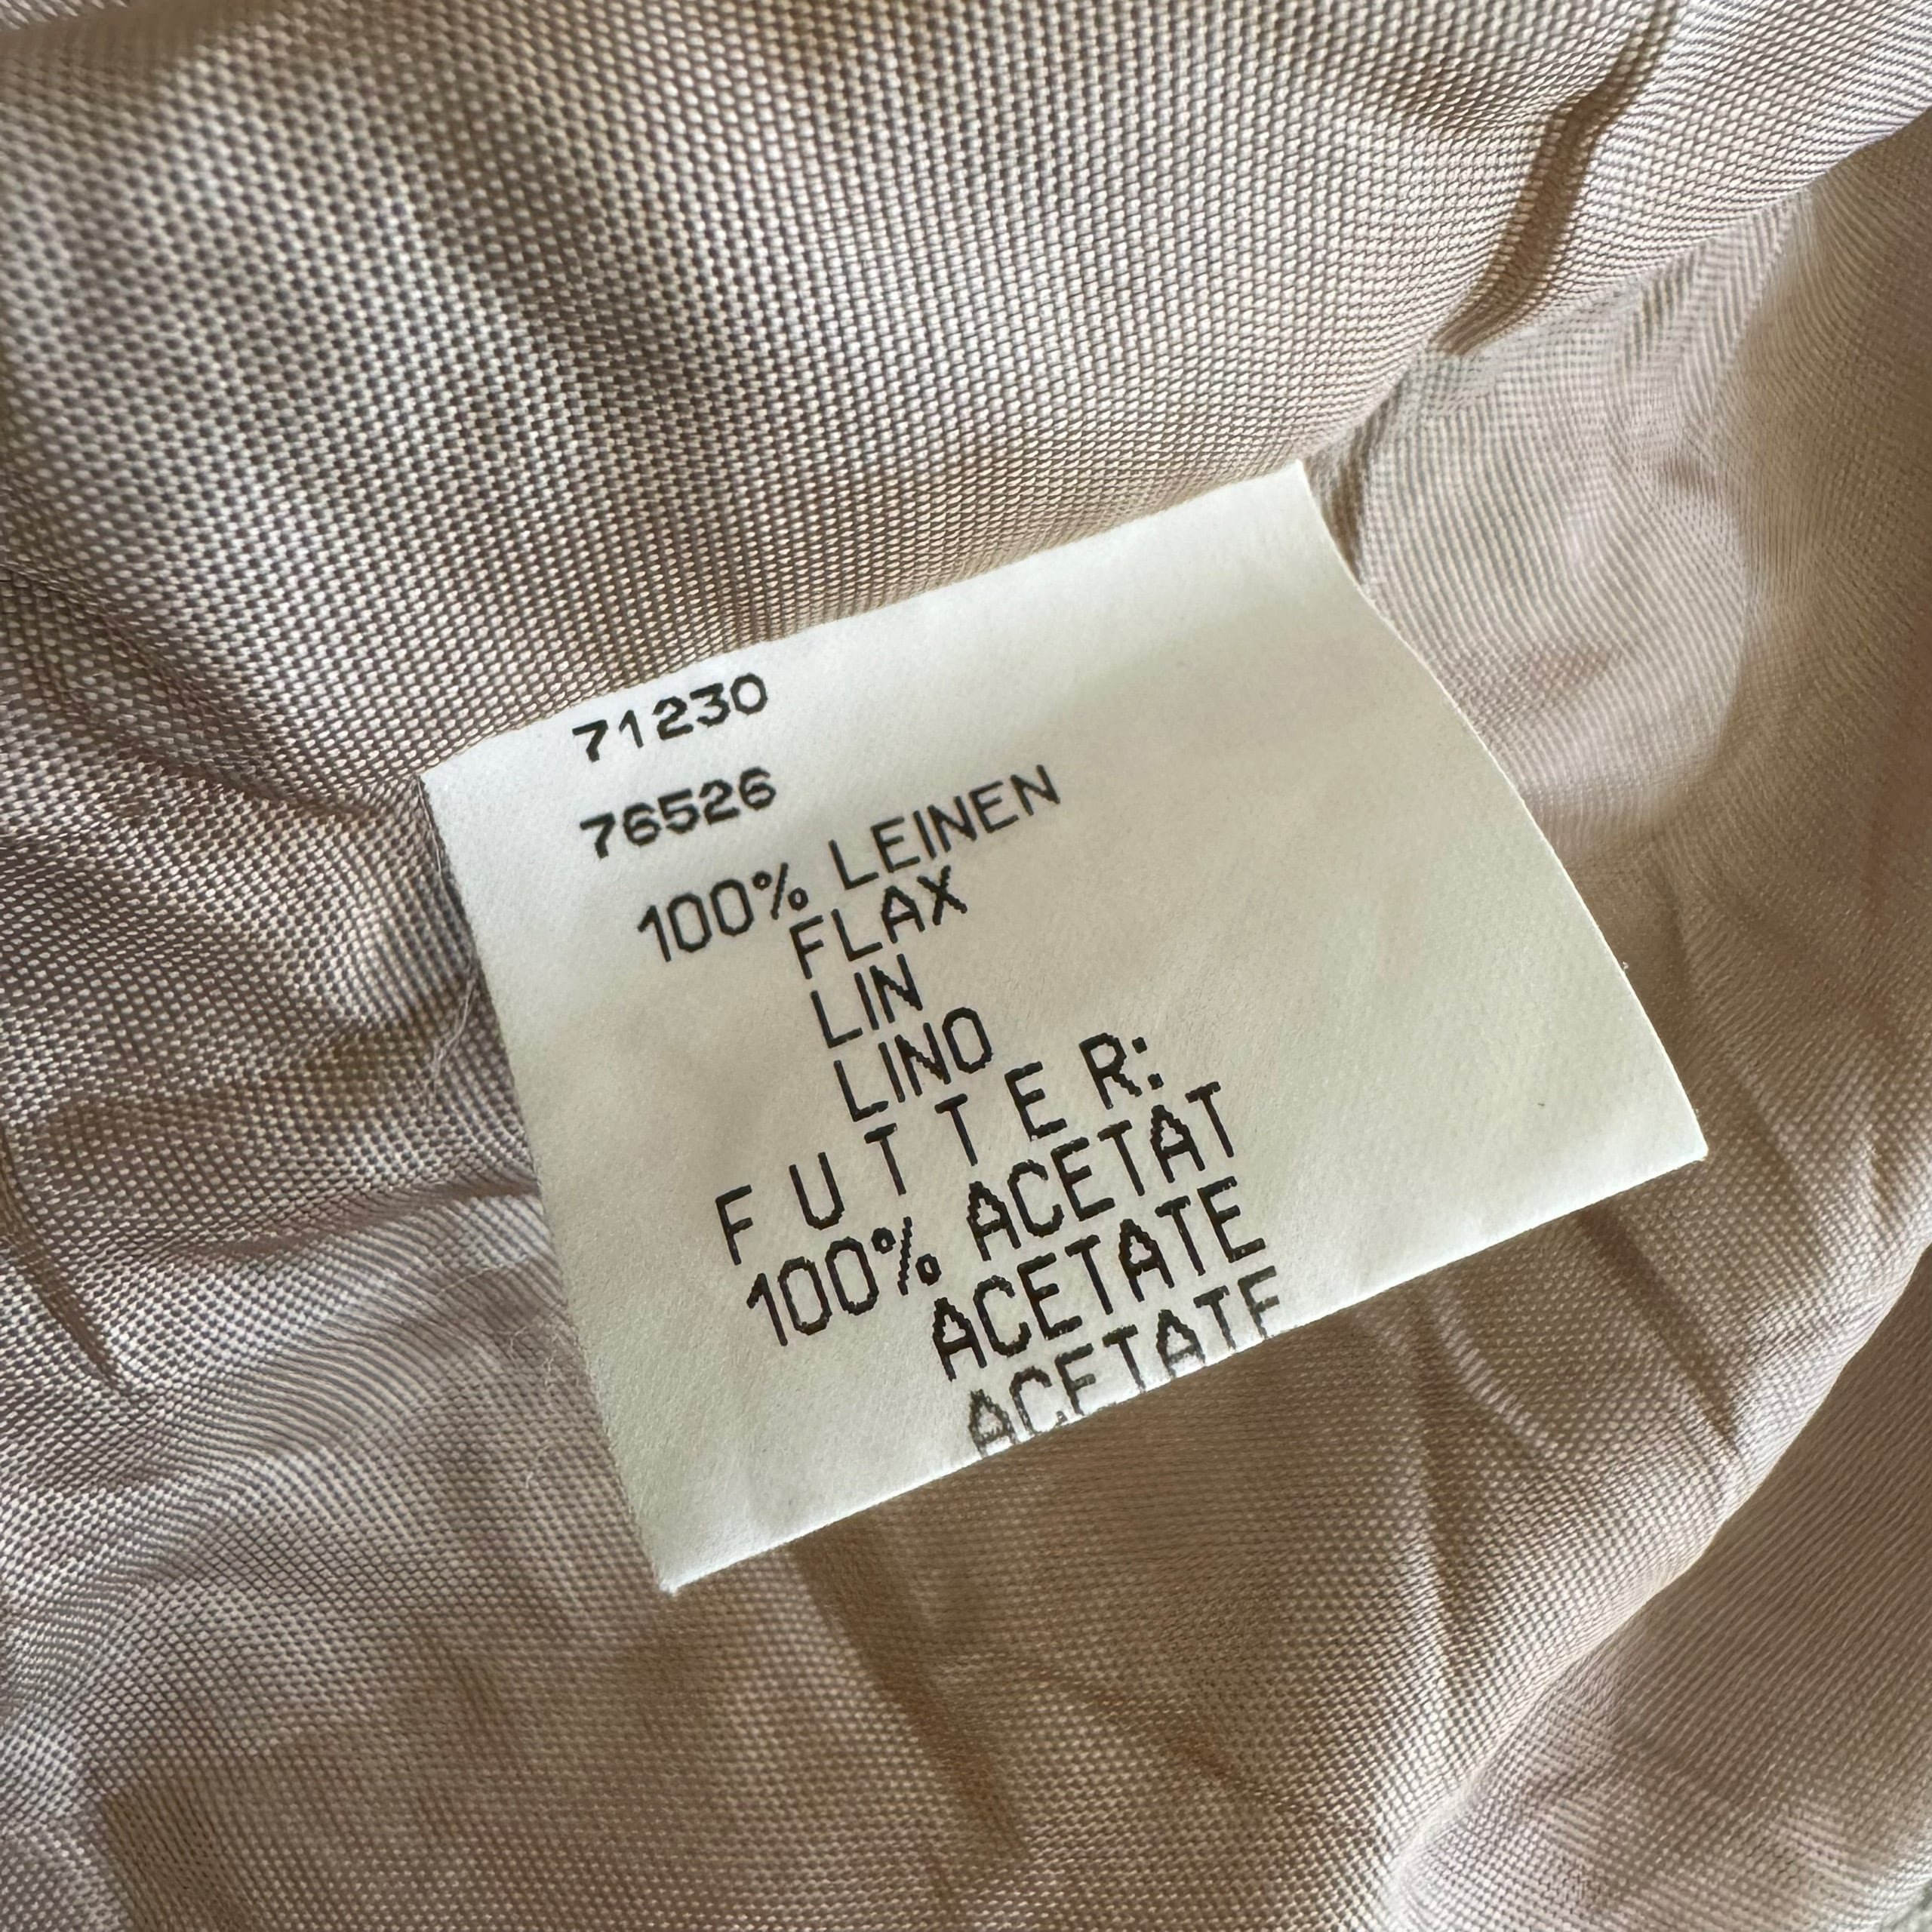 71230
76526
100% LEINEN
FLAX
LIN
LINO
F U T T E R:
100% ACETAT
ACETATE
ACETATE